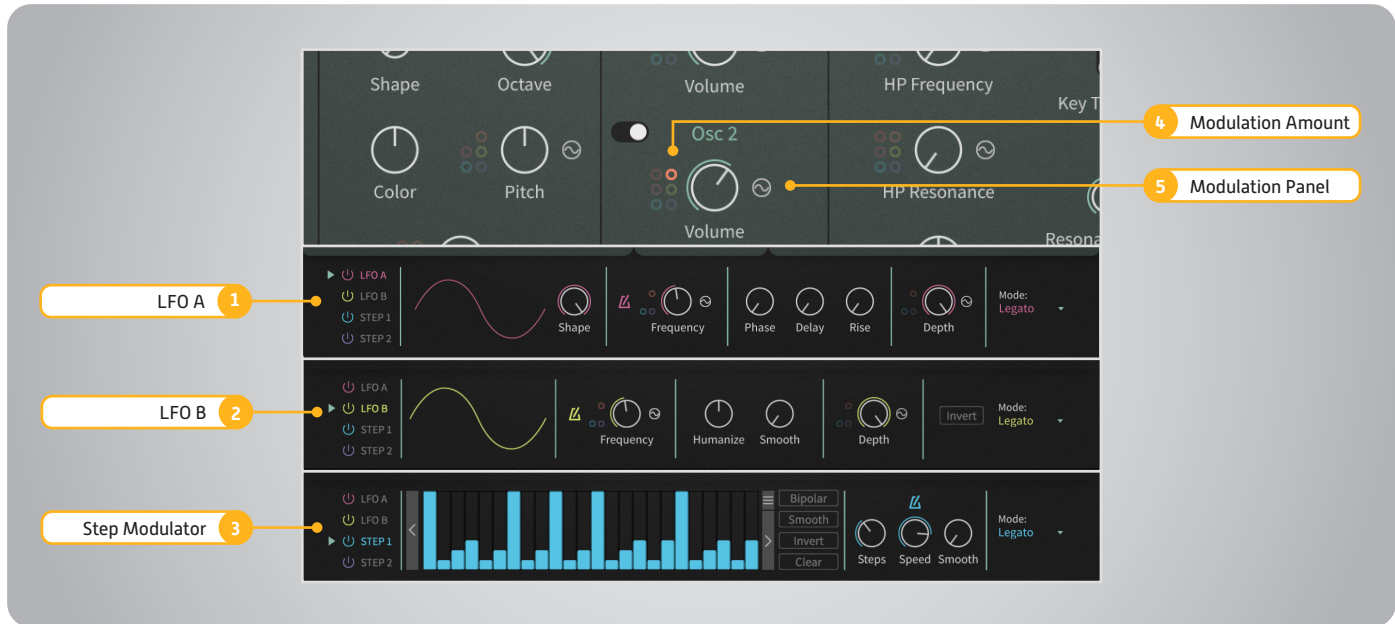 Shape
Octave
Volume
HP Frequency
Key T
Osc 2
4 Modulation Amount
Color
Pitch
HP Resonance
5 Modulation Panel
Volume
Resona
LFO A 1
LFO A
LFO B
STEP 1
STEP 2
Shape
Frequency
Phase
Delay
Rise
Depth
Mode:
Legato
LFO B 2
LFO A
LFO B
STEP 1
STEP 2
Frequency
Humanize
Smooth
Depth
Invert
Mode:
Legato
Step Modulator 3
LFO A
LFO B
STEP 1
STEP 2
Bipolar
Smooth
Invert
Clear
Steps
Speed
Smooth
Mode:
Legato